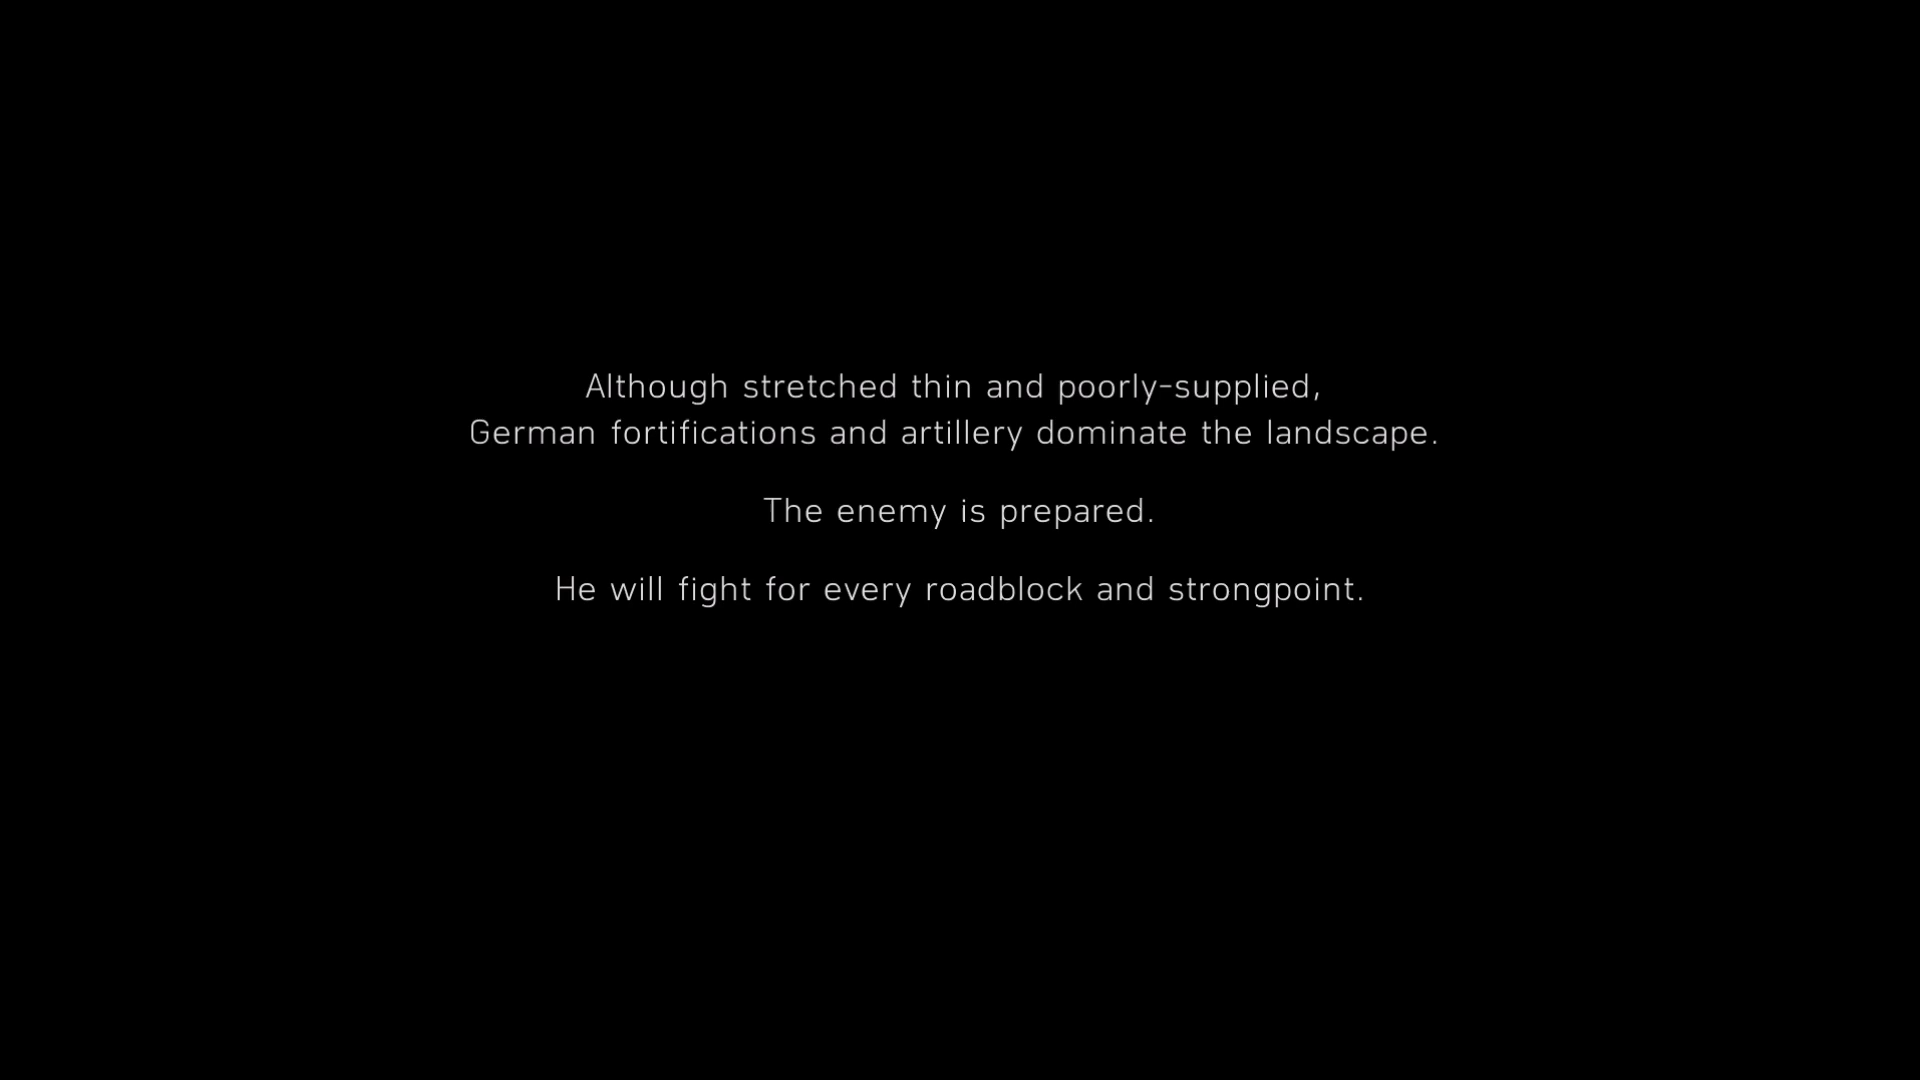 Although stretched thin and poorly-supplied,
German fortifications and artillery dominate the landscape.
The enemy is prepared.
He will fight for every roadblock and strongpoint.